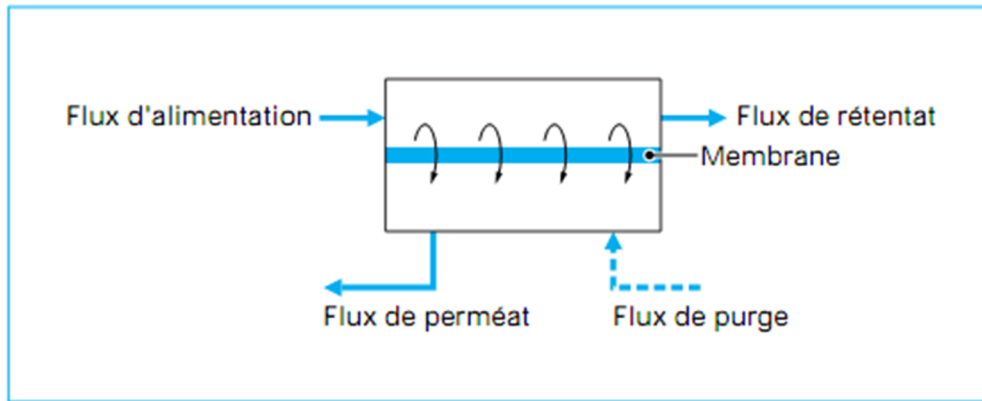 Flux d'alimentation
Flux de rétentat
Membrane
Flux de perméat
Flux de purge